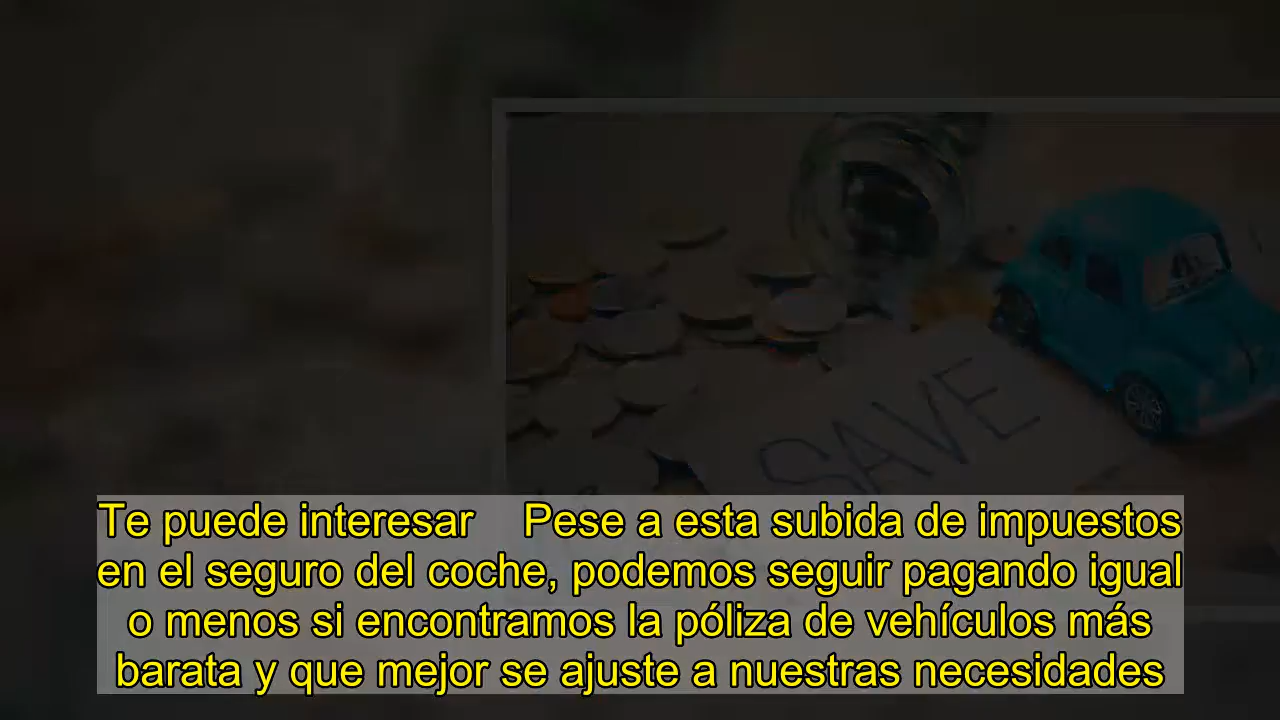 SAVE
Te puede interesar    Pese a esta subida de impuestos
en el seguro del coche, podemos seguir pagando igual
o menos si encontramos la póliza de vehículos más
barata y que mejor se ajuste a nuestras necesidades